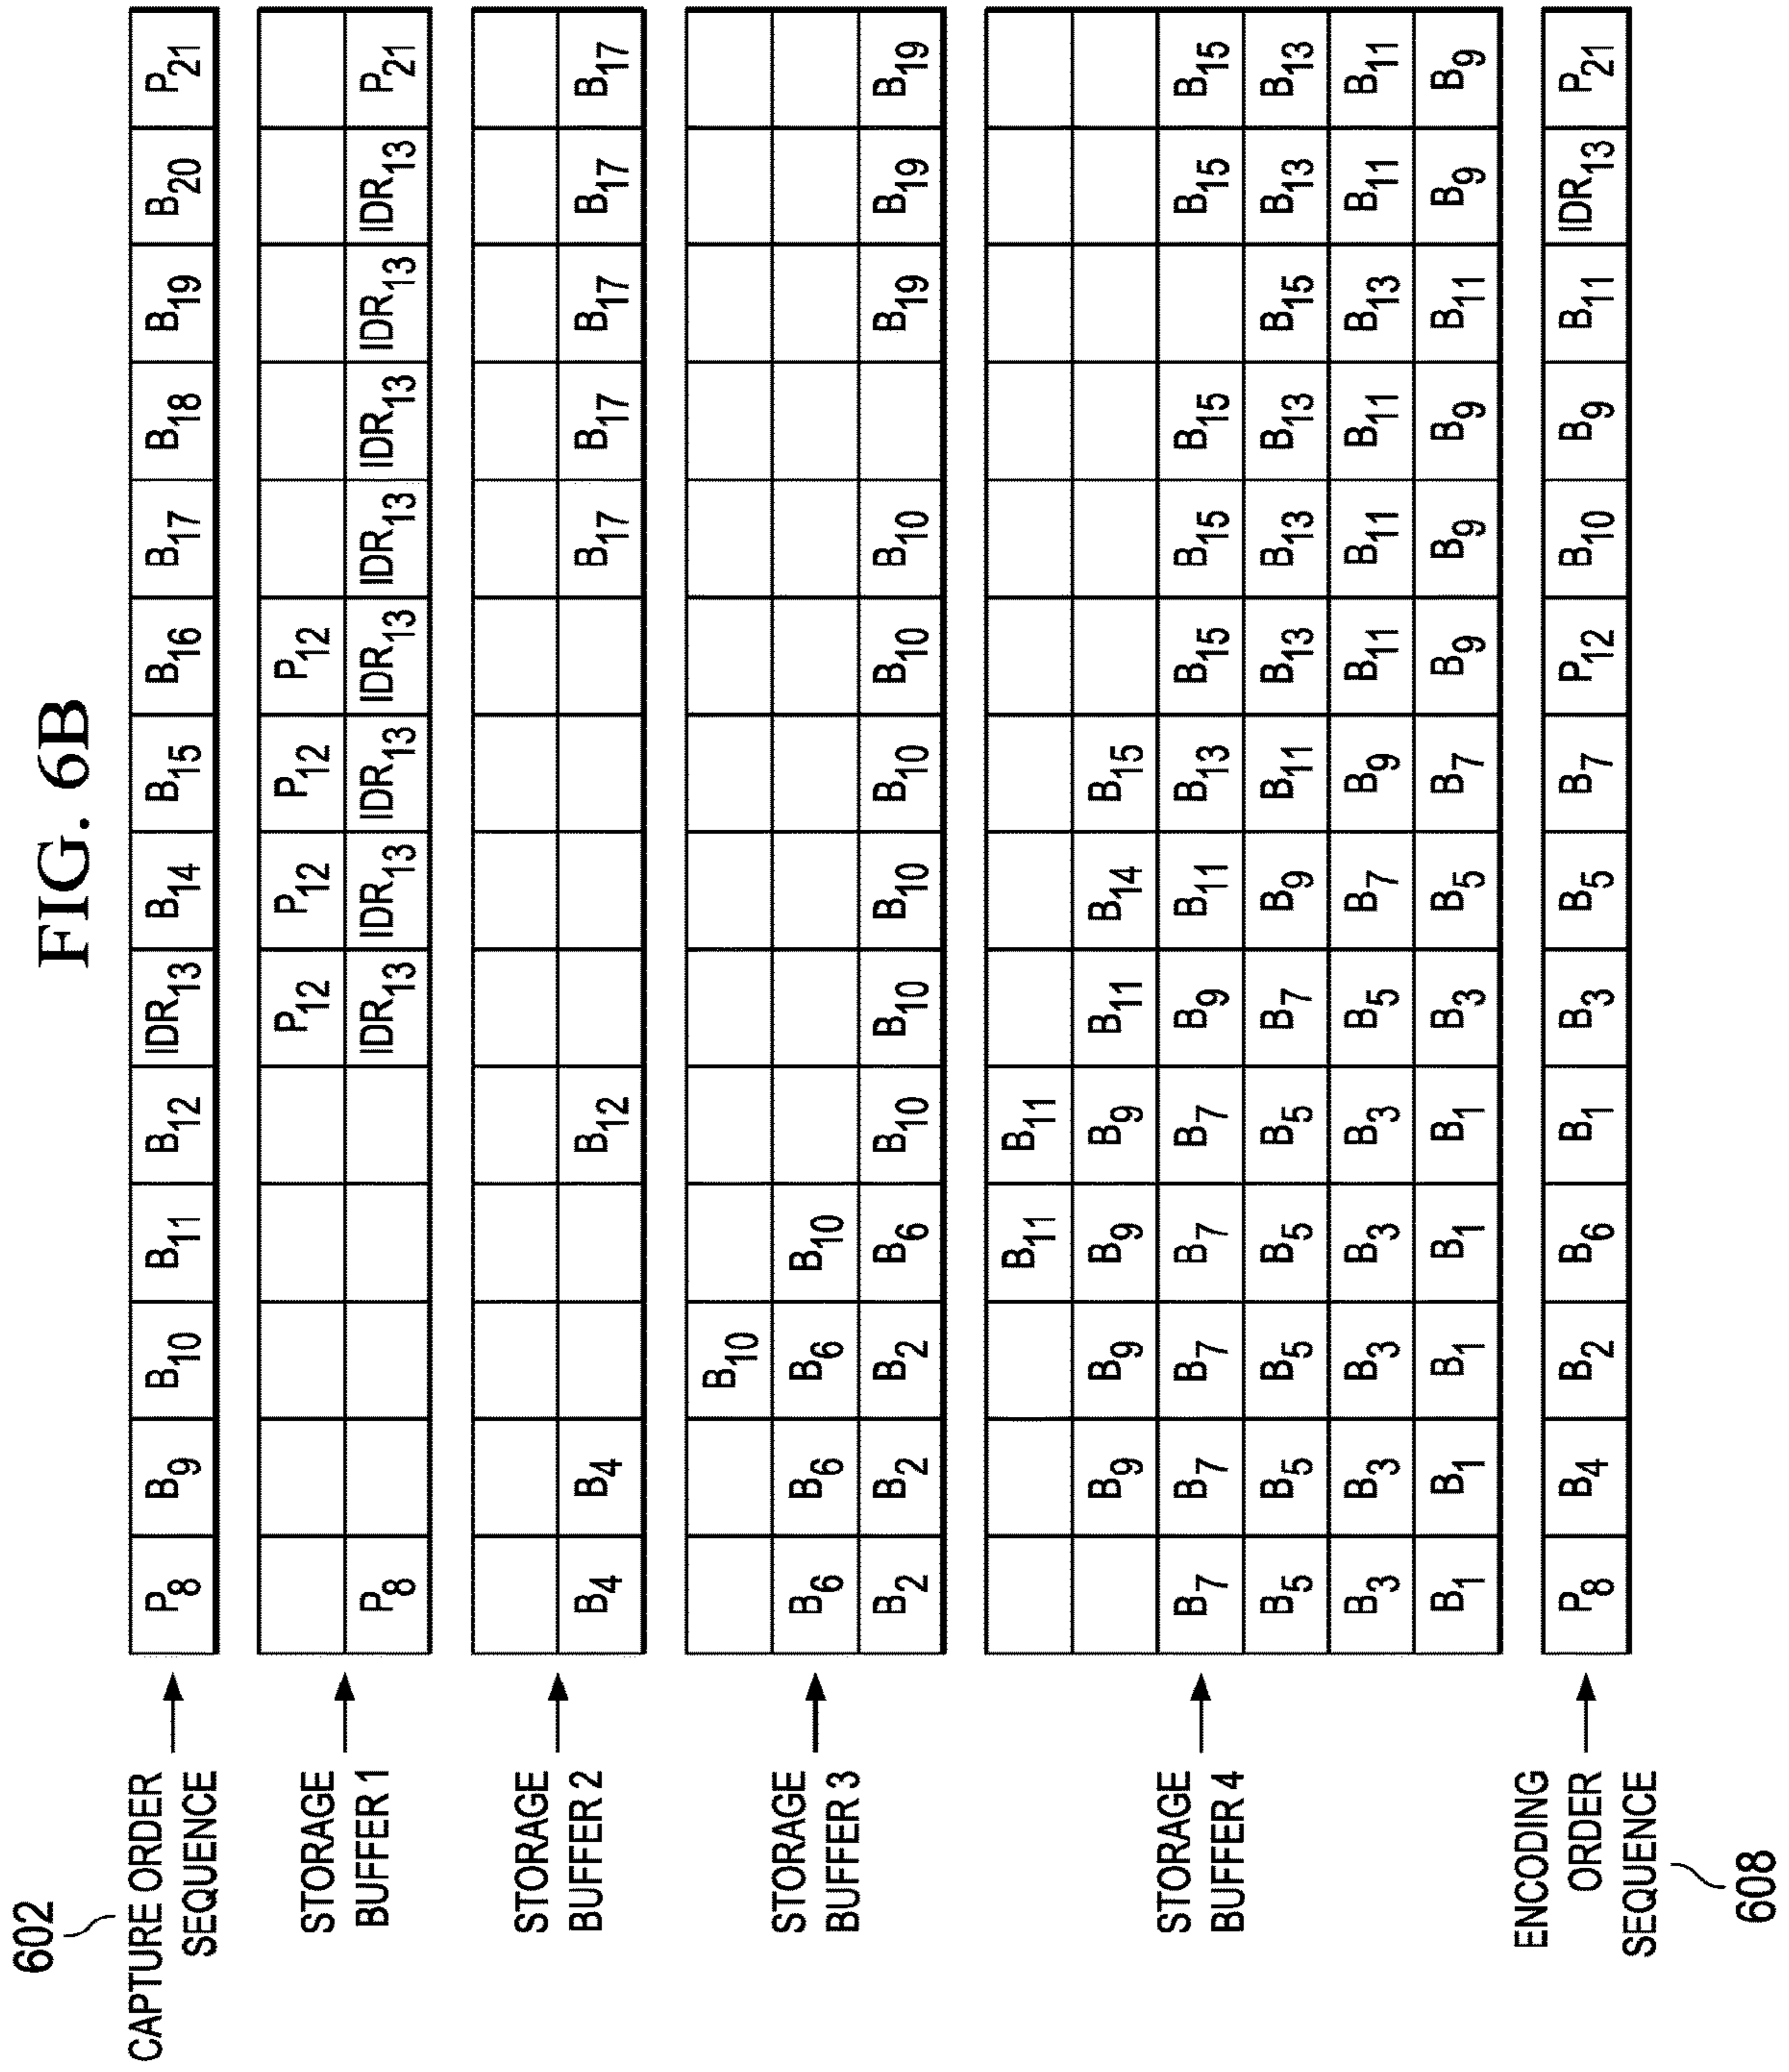 FIG. 6B
602
CAPTURE ORDER
SEQUENCE
P8 B9 B10 B11 B12 IDR13 B14 B15 B16 B17 B18 B19 B20 P21
STORAGE
BUFFER 1
P12 P12 P12 P12
P8 IDR13 IDR13 IDR13 IDR13 IDR13 IDR13 IDR13 IDR13 P21
STORAGE
BUFFER 2
B4 B4 B12 B17 B17 B17 B17 B17
STORAGE
BUFFER 3
B10
B6 B6 B6 B10
B2 B2 B2 B6 B10 B10 B10 B10 B10 B10 B19 B19 B19
STORAGE
BUFFER 4
B11 B11
B9 B9 B9 B9 B11 B14 B15
B7 B7 B7 B7 B7 B9 B11 B13 B15 B15 B15 B15 B15
B5 B5 B5 B5 B5 B7 B9 B11 B13 B13 B13 B15 B13 B13
B3 B3 B3 B3 B3 B5 B7 B9 B11 B11 B11 B13 B11 B11
B1 B1 B1 B1 B1 B3 B5 B7 B9 B9 B9 B11 B9 B9
ENCODING
ORDER
SEQUENCE
608
P8 B4 B2 B6 B1 B3 B5 B7 P12 B10 B9 B11 IDR13 P21